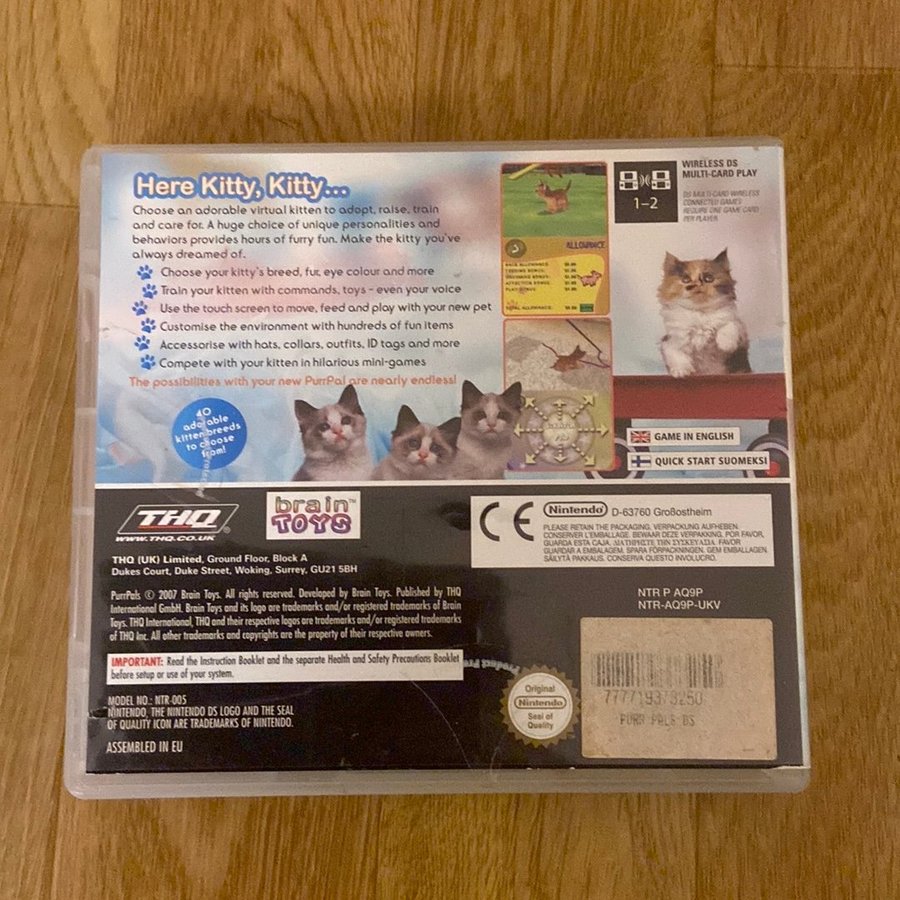 Here Kitty, Kitty...
Choose an adorable virtual kitten to adopt, raise, train
and care for. A huge choice of unique personalities and
behaviors provides hours of furry fun. Make the kitty you've
always dreamed of.
Choose your kitty's breed, fur, eye colour and more
Train your kitten with commands, toys - even your voice
Use the touch screen to move, feed and play with your new pet
Customise the environment with hundreds of fun items
Accessorise with hats, collars, outfits, ID tags and more
Compete with your kitten in hilarious mini-games
The possibilities with your new PurrPal are nearly endless!
40
adorable
kitten breeds
to choose
from!
ALLOWANCE
WIRELESS DS
MULTI-CARD PLAY
1-2
DS MULTI-CARD WIRELESS
CONNECTED GAMES
REQUIRE ONE GAME CARD
PER PLAYER
GAME IN ENGLISH
QUICK START SUOMEKSI
THQ
WWW.THQ.CO.UK
brain TOYS™
THQ (UK) Limited, Ground Floor, Block A
Dukes Court, Duke Street, Woking, Surrey, GU21 5BH
PurrPals © 2007 Brain Toys. All rights reserved. Developed by Brain Toys. Published by THQ
International GmbH. Brain Toys and its logo are trademarks and/or registered trademarks of Brain
Toys. THQ International, THQ and their respective logos are trademarks and/or registered trademarks
of THQ Inc. All other trademarks and copyrights are the property of their respective owners.
IMPORTANT: Read the Instruction Booklet and the separate Health and Safety Precautions Booklet
before setup or use of your system.
MODEL NO.: NTR-005
NINTENDO, THE NINTENDO DS LOGO AND THE SEAL
OF QUALITY ICON ARE TRADEMARKS OF NINTENDO.
ASSEMBLED IN EU
CE
Nintendo D-63760 Großostheim
PLEASE RETAIN THE PACKAGING. VERPACKUNG AUFHEBEN.
CONSERVER L'EMBALLAGE. BEWAAR DEZE VERPAKKING. POR FAVOR,
GUARDA ESTA CAJA. ΔΙΑΤΗΡΗΣΤΕ ΤΗΝ ΣΥΣΚΕΥΑΣΙΑ. FAVOR
GUARDAR A EMBALAGEM. SPARA FÖRPACKNINGEN. GEM EMBALLAGEN.
SÄILYTÄ PAKKAUS. CONSERVA QUESTO INVOLUCRO.
NTR P AQ9P
NTR-AQ9P-UKV
Original
Nintendo
Seal of
Quality
PURR PALS DS